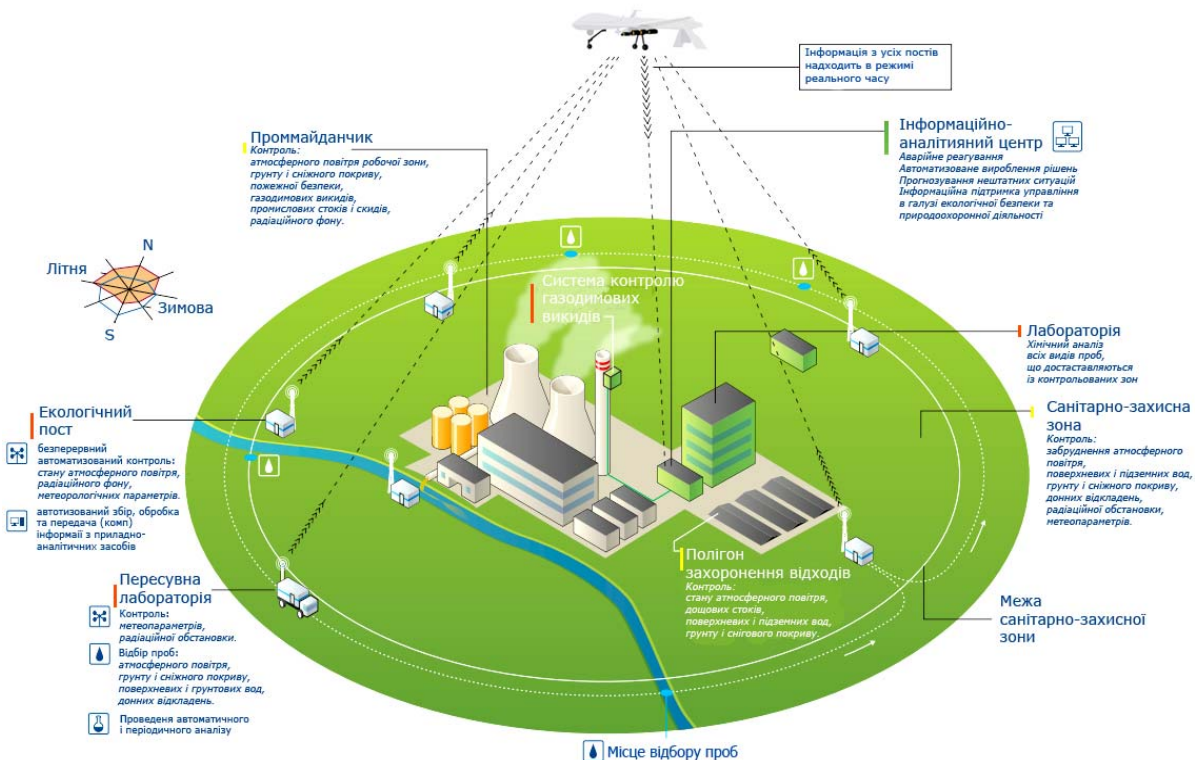 Інформація з усіх постів
надходить в режимі
реального часу
Проммайданчик
Контроль:
атмосферного повітря робочої зони,
грунту і сніжного покриву,
пожежної безпеки,
газодимових викидів,
промислових стоків і скидів,
радіаційного фону.
Інформаційно-
аналітияний центр
Аварійне реагування
Автоматизоване вироблення рішень
Прогнозування нештатних ситуацій
Інформаційна підтримка управління
в галузі екологічної безпеки та
природоохоронної діяльності
N
Літня
Зимова
S
Система контролю
газодимових
викидів
Лабораторія
Хімічний аналіз
всіх видів проб,
що достаставляються
із контрольованих зон
Екологічний
пост
безперервний
автоматизований контроль:
стану атмосферного повітря,
радіаційного фону,
метеорологічних параметрів.
автотизований збір, обробка
та передача (комп)
інформаії з приладно-
аналітичних засобів
Санітарно-захисна
зона
Контроль:
забруднення атмосферного
повітря,
поверхневих і підземних вод,
грунту і сніжного покриву,
донних відкладень,
радіаційної обстановки,
метеопараметрів.
Полігон
захоронення відходів
Контроль:
стану атмосферного повітря,
дощових стоків,
поверхневих і підземних вод,
грунту і снігового покриву.
Пересувна
лабораторія
Контроль:
метеопараметрів,
радіаційної обстановки.
Відбір проб:
атмосферного повітря,
грунту і сніжного покриву,
поверхневих і грунтових вод,
донних відкладень.
Проведеня автоматичного
і періодичного аналізу
Межа
санітарно-захисної
зони
Місце відбору проб